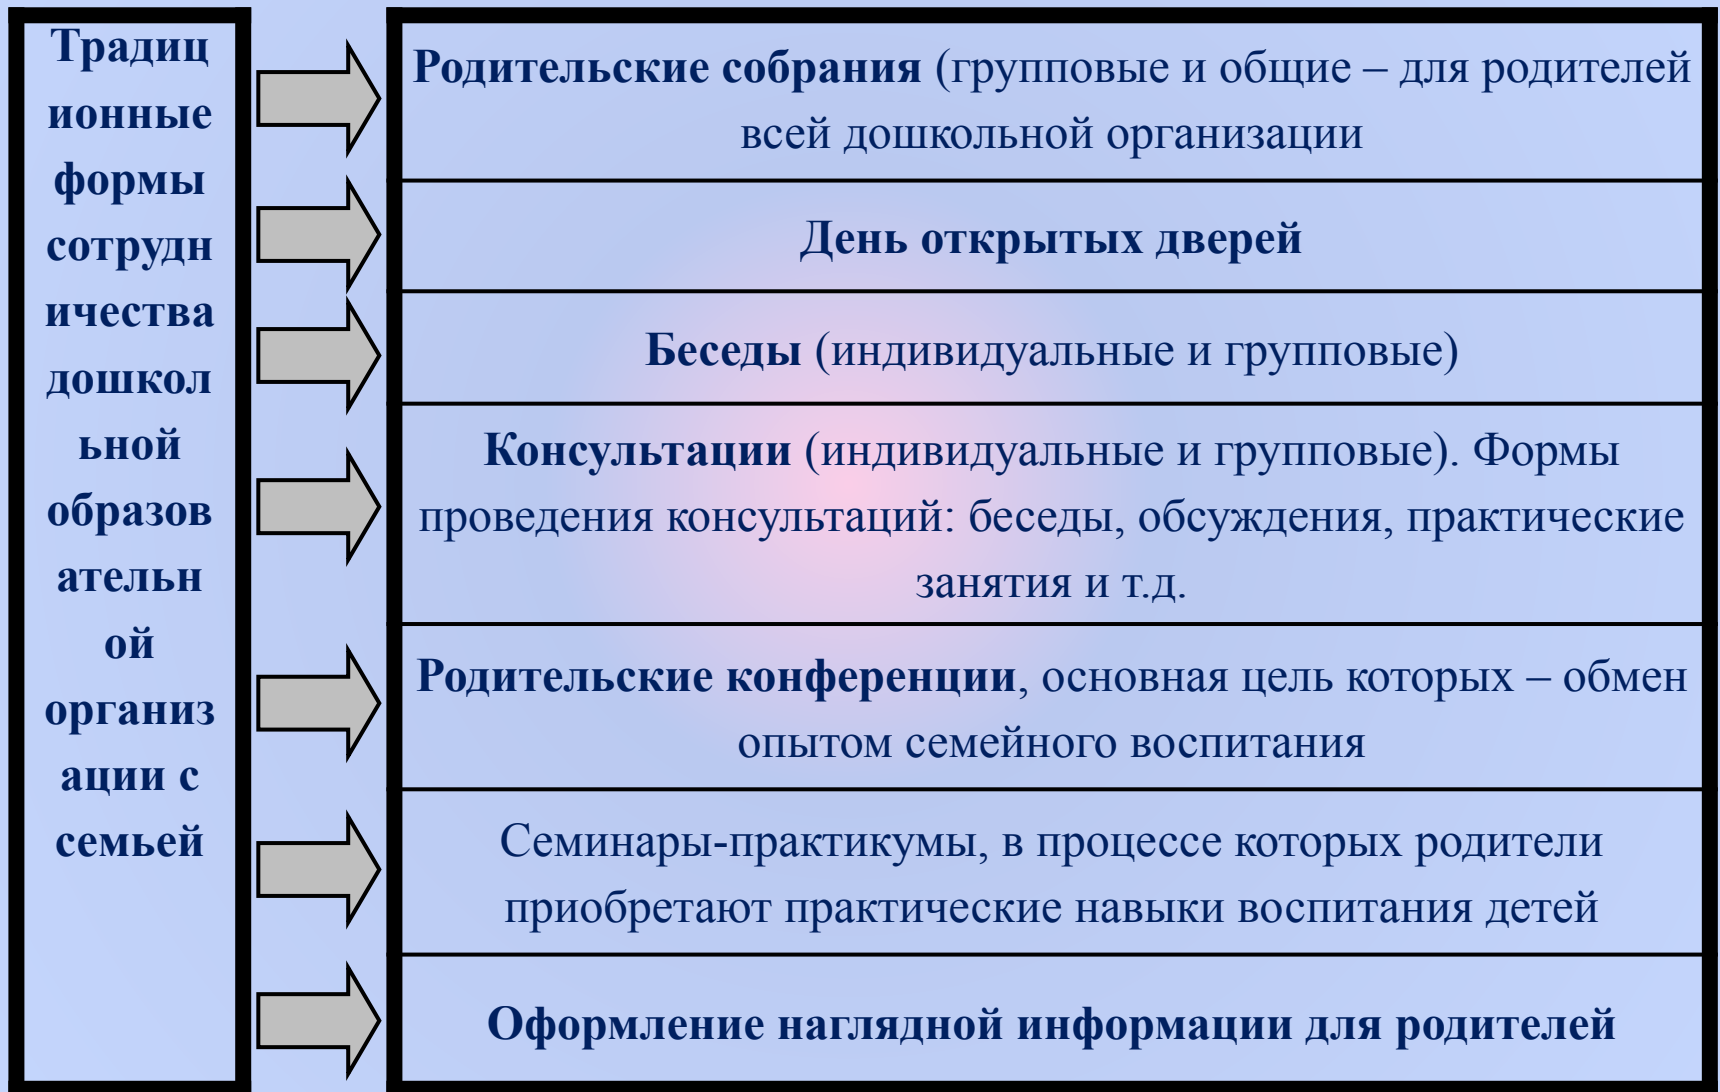 Традиц
ионные
формы
сотрудн
ичества
дошкол
ьной
образов
ательн
ой
организ
ации с
семьей
Родительские собрания (групповые и общие – для родителей
всей дошкольной организации
День открытых дверей
Беседы (индивидуальные и групповые)
Консультации (индивидуальные и групповые). Формы
проведения консультаций: беседы, обсуждения, практические
занятия и т.д.
Родительские конференции, основная цель которых – обмен
опытом семейного воспитания
Семинары-практикумы, в процессе которых родители
приобретают практические навыки воспитания детей
Оформление наглядной информации для родителей